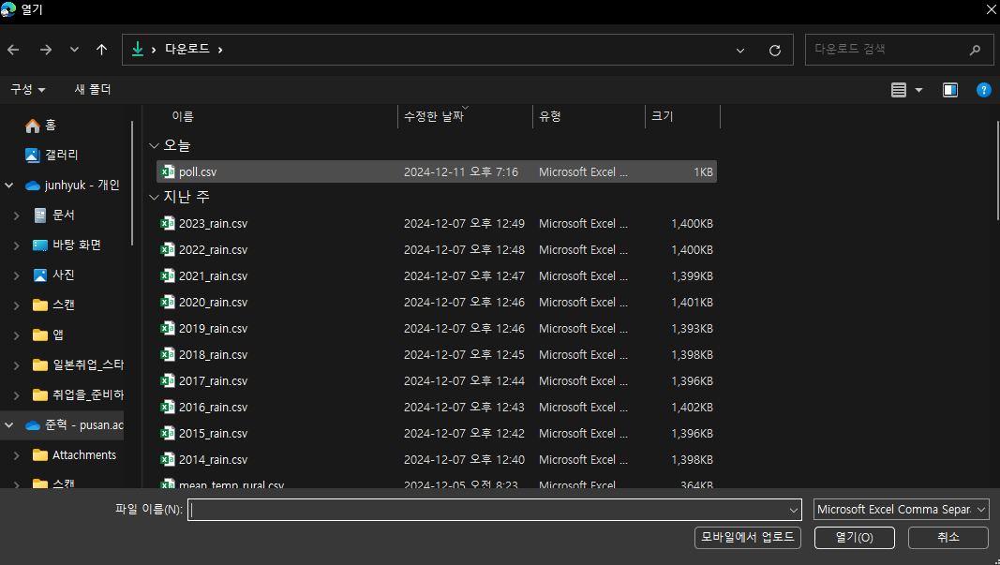 열기
다운로드
다운로드 검색
구성
새 폴더
이름 수정한 날짜 유형 크기
홈
갤러리
junhyuk - 개인
문서
바탕 화면
사진
스캔
앱
일본취업_스타
취업을_준비하
준혁 - pusan.ac
Attachments
스캔
오늘
poll.csv 2024-12-11 오후 7:16 Microsoft Excel ... 1KB
지난 주
2023_rain.csv 2024-12-07 오후 12:49 Microsoft Excel ... 1,400KB
2022_rain.csv 2024-12-07 오후 12:48 Microsoft Excel ... 1,400KB
2021_rain.csv 2024-12-07 오후 12:47 Microsoft Excel ... 1,399KB
2020_rain.csv 2024-12-07 오후 12:46 Microsoft Excel ... 1,401KB
2019_rain.csv 2024-12-07 오후 12:46 Microsoft Excel ... 1,393KB
2018_rain.csv 2024-12-07 오후 12:45 Microsoft Excel ... 1,398KB
2017_rain.csv 2024-12-07 오후 12:44 Microsoft Excel ... 1,396KB
2016_rain.csv 2024-12-07 오후 12:43 Microsoft Excel ... 1,402KB
2015_rain.csv 2024-12-07 오후 12:42 Microsoft Excel ... 1,396KB
2014_rain.csv 2024-12-07 오후 12:40 Microsoft Excel ... 1,398KB
mean_temp_rural.csv 2024-12-05 오전 8:23 Microsoft Excel ... 364KB
파일 이름(N):
Microsoft Excel Comma Separ
모바일에서 업로드
열기(O)
취소